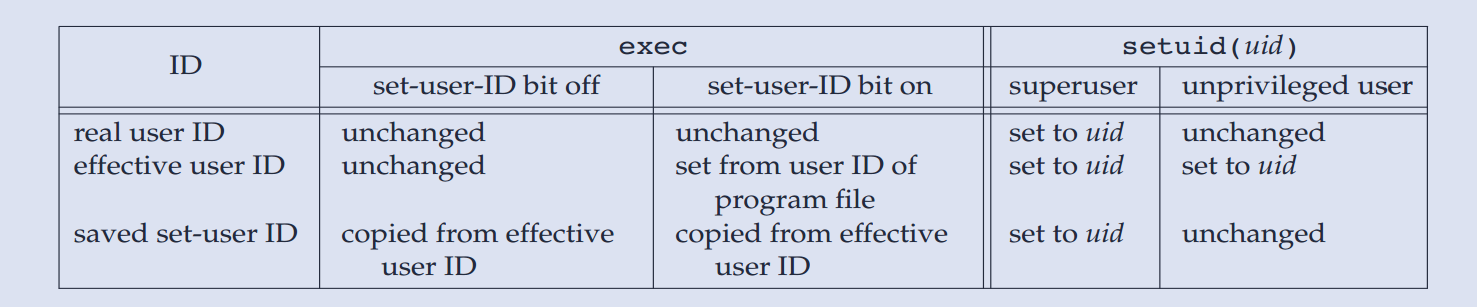 ID exec setuid(uid)
set-user-ID bit off set-user-ID bit on superuser unprivileged user
real user ID unchanged unchanged set to uid unchanged
effective user ID unchanged set from user ID of set to uid set to uid
program file
saved set-user ID copied from effective copied from effective set to uid unchanged
user ID user ID